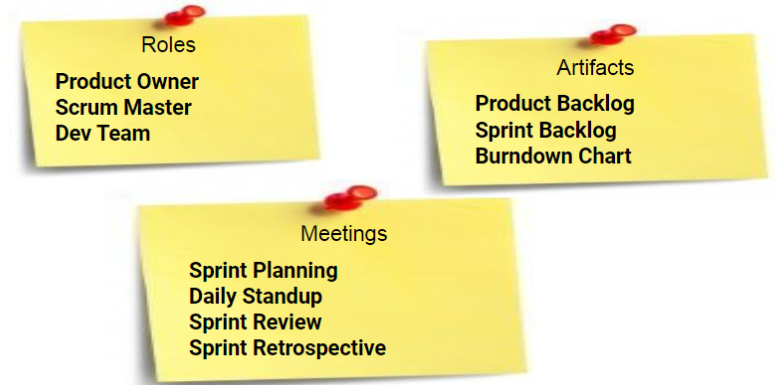 Roles
Product Owner
Scrum Master
Dev Team
Artifacts
Product Backlog
Sprint Backlog
Burndown Chart
Meetings
Sprint Planning
Daily Standup
Sprint Review
Sprint Retrospective